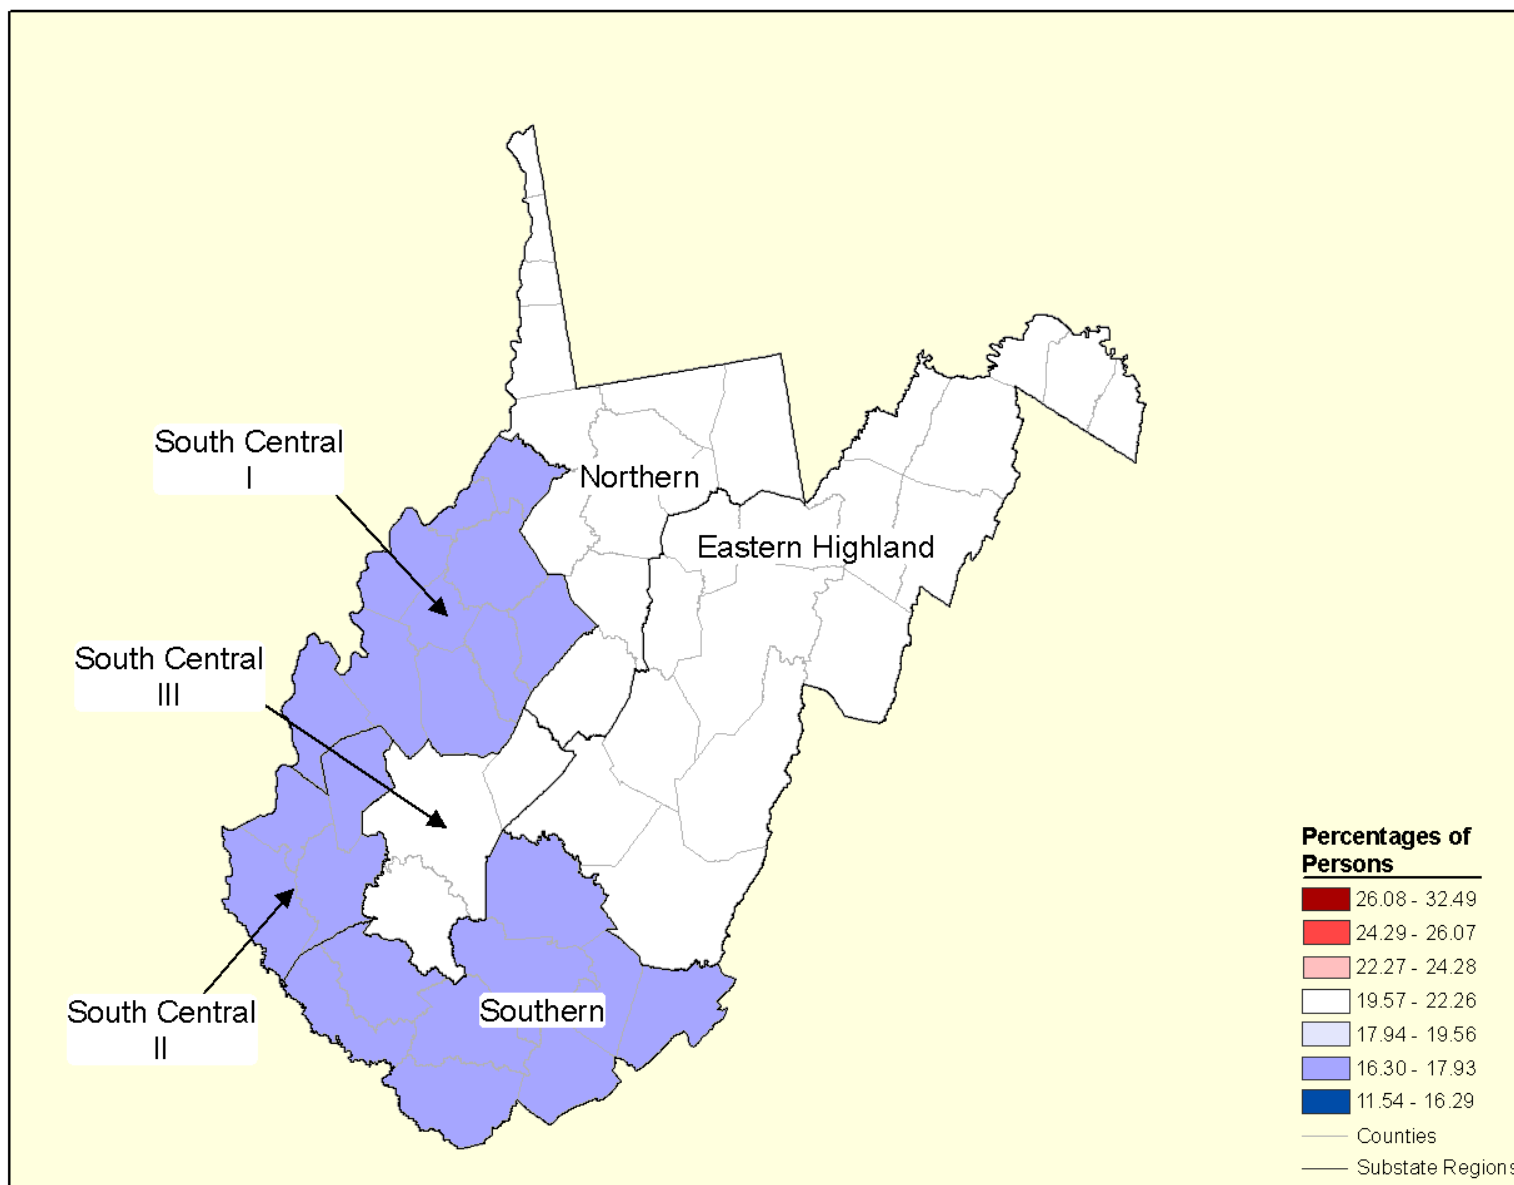 South Central
I
Northern
Eastern Highland
South Central
III
South Central
II
Southern
Percentages of
Persons
26.08 - 32.49
24.29 - 26.07
22.27 - 24.28
19.57 - 22.26
17.94 - 19.56
16.30 - 17.93
11.54 - 16.29
Counties
Substate Regions